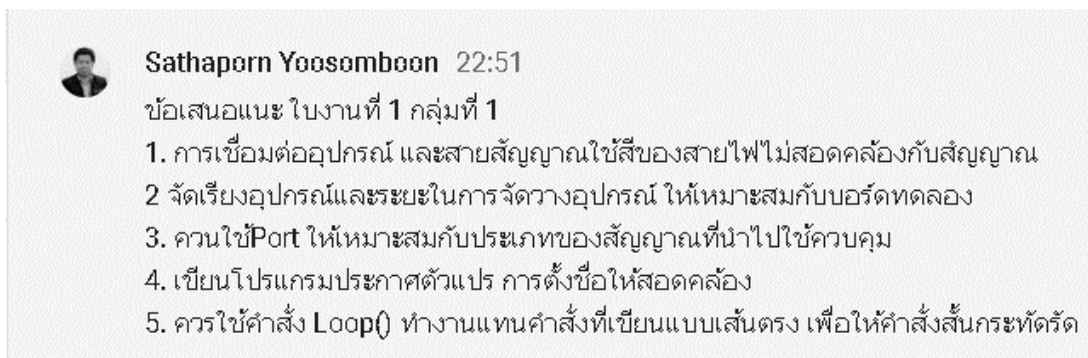 Sathaporn Yoosomboon 22:51
ข้อเสนอแนะ ใบงานที่ 1 กลุ่มที่ 1
1. การเชื่อมต่ออุปกรณ์ และสายสัญญาณใช้สีของสายไฟไม่สอดคล้องกับสํญญาณ
2 จัดเรียงอุปกรณ์และระยะในการจัดวางอุปกรณ์ ให้เหมาะสมกับบอร์ดทดลอง
3. ควนใช้Port ให้เหมาะสมกับประเภทของสัญญาณที่นำไปใช้ควบคุม
4. เขียนโปรแกรมประกาศตัวแปร การตั้งชื่อให้สอดคล้อง
5. ควรใช้คำสั่ง Loop() ทำงานแทนคำสั่งที่เขียนแบบเส้นตรง เพื่อให้คำสั่งสั้นกระทัดรัด